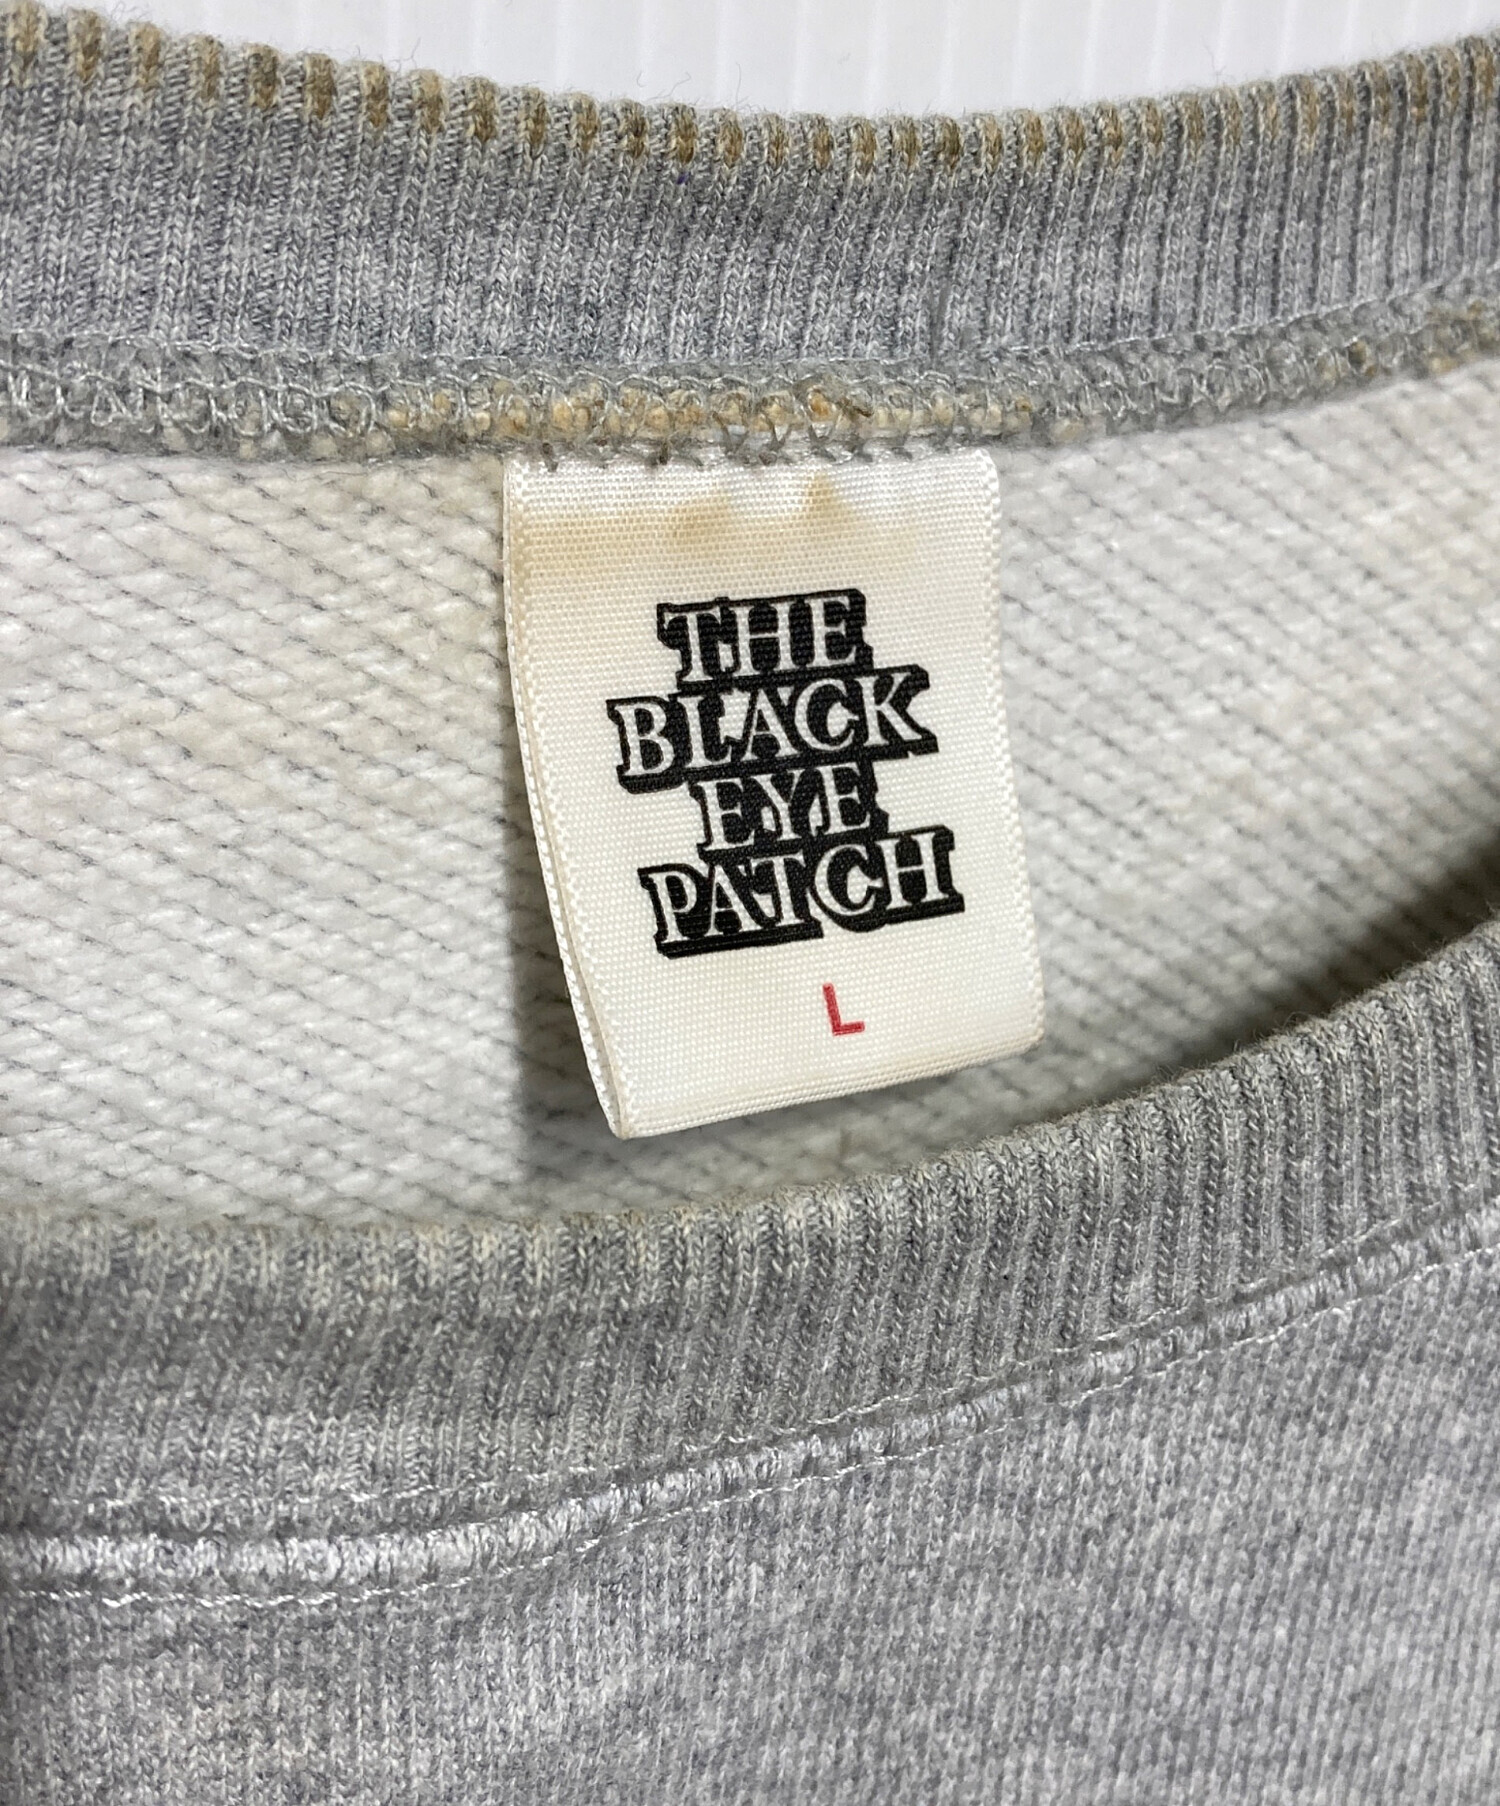 THE
BLACK
EYE
PATCH
L